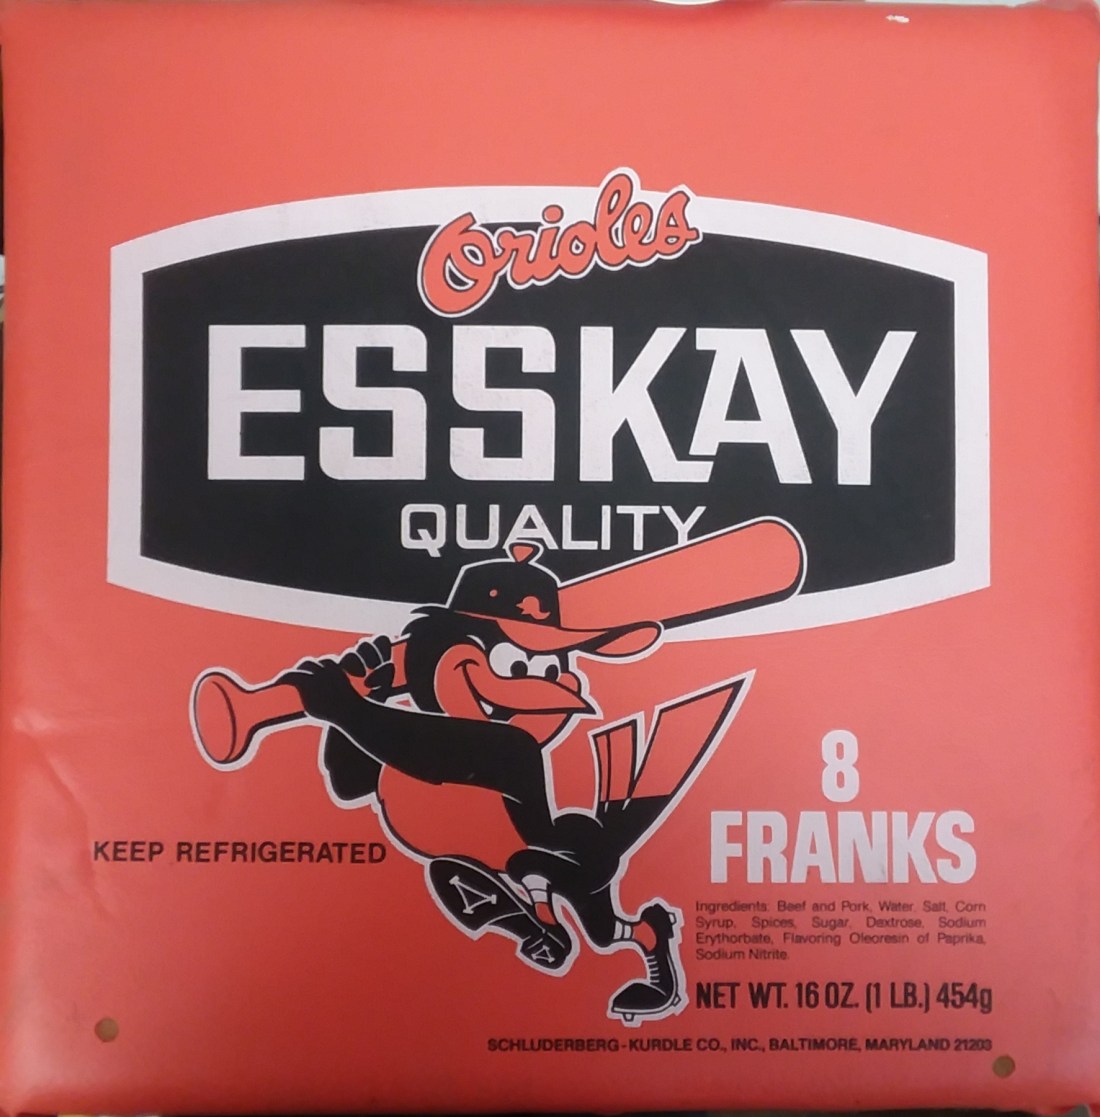 Orioles
ESSKAY
QUALITY
8
FRANKS
KEEP REFRIGERATED
Ingredients: Beef and Pork, Water, Salt, Corn
Syrup, Spices, Sugar, Dextrose, Sodium
Erythorbate, Flavoring Oleoresin of Paprika,
Sodium Nitrite.
NET WT. 16 OZ. (1 LB.) 454g
SCHLUDERBERG-KURDLE CO., INC., BALTIMORE, MARYLAND 21203